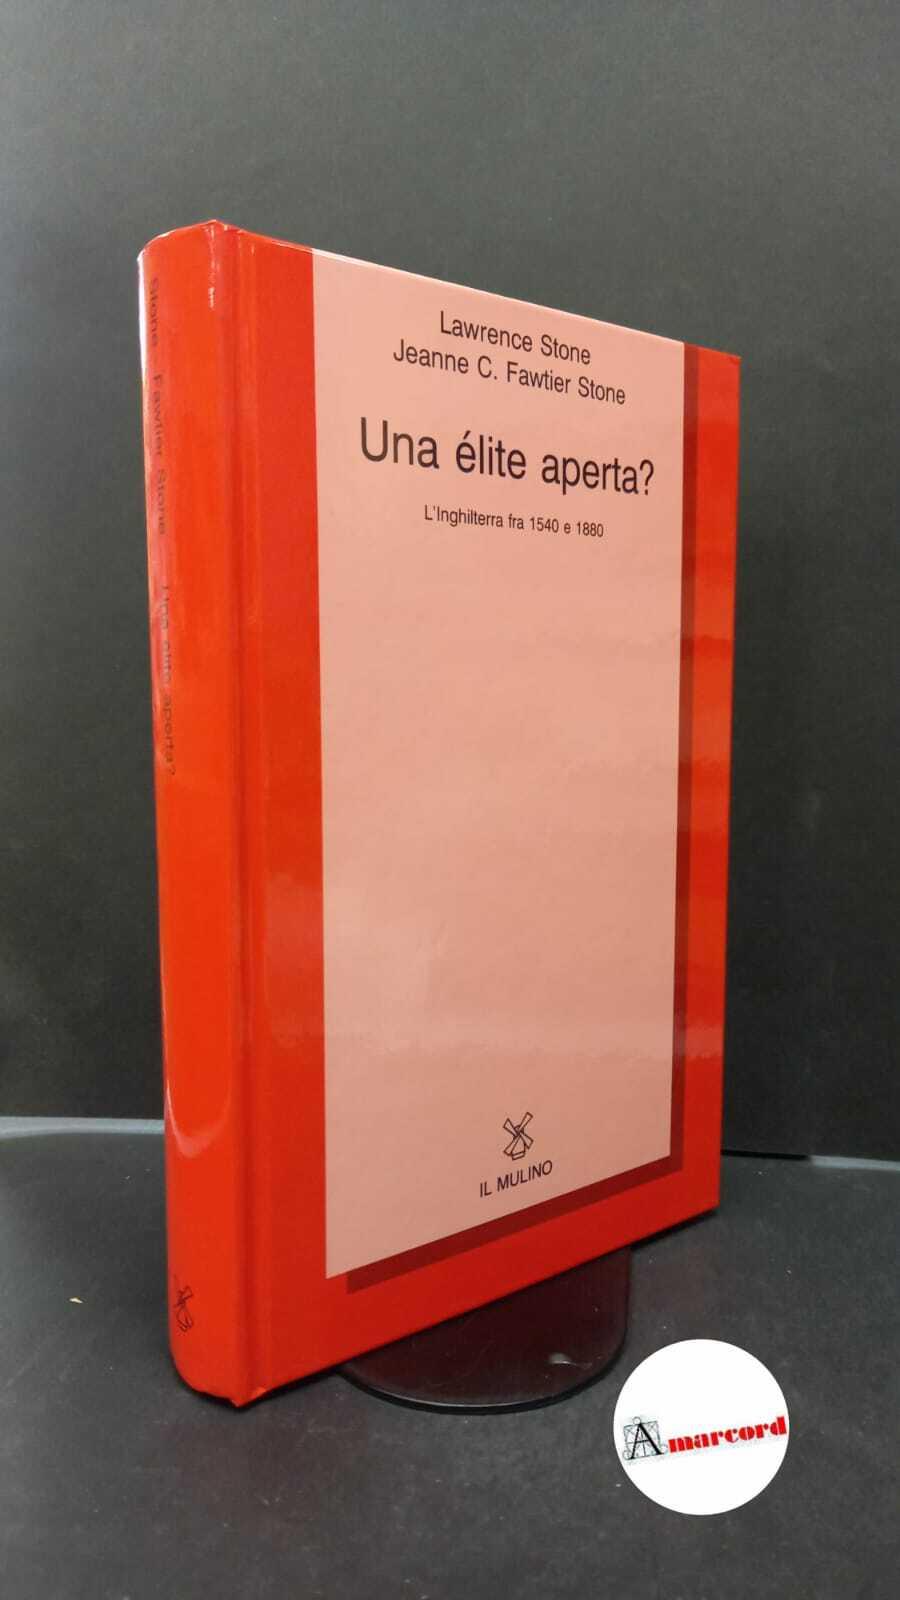 Lawrence Stone
Jeanne C. Fawtier Stone
Una élite aperta?
L'Inghilterra fra 1540 e 1880
IL MULINO
Stone - Fawtier Stone Una élite aperta?
Amarcord